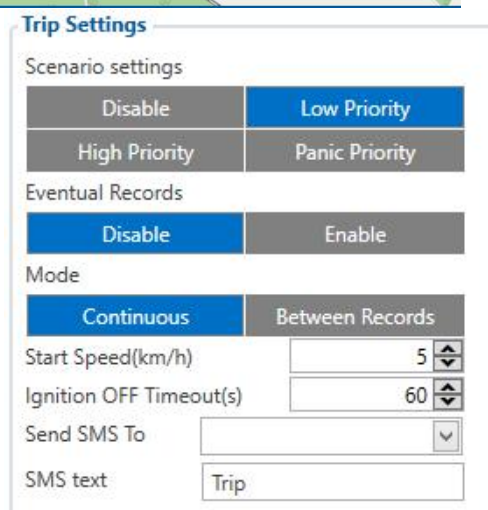 Trip Settings
Scenario settings
Disable Low Priority
High Priority Panic Priority
Eventual Records
Disable Enable
Mode
Continuous Between Records
Start Speed(km/h) 5
Ignition OFF Timeout(s) 60
Send SMS To
SMS text Trip